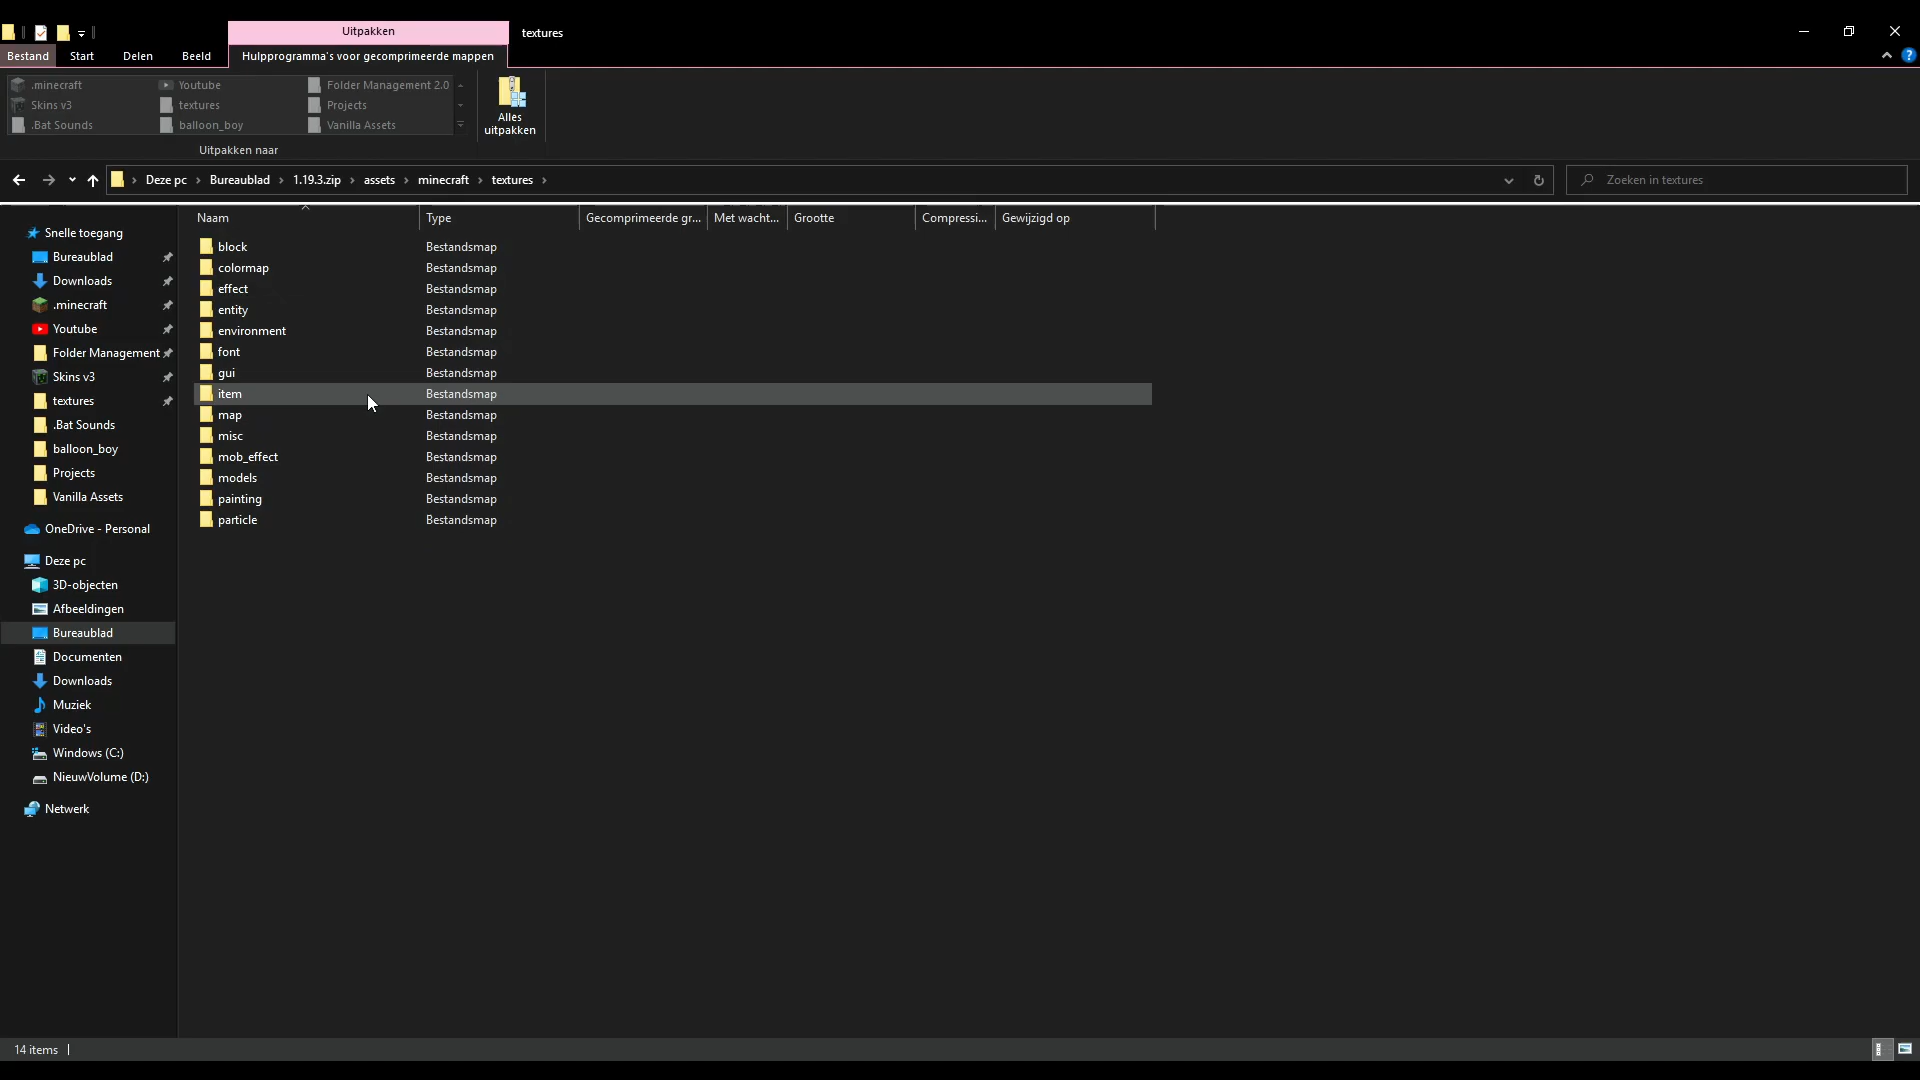 Uitpakken
textures
Bestand Start Delen Beeld Hulpprogramma's voor gecomprimeerde mappen
.minecraft Youtube Folder Management 2.0
Skins v3 textures Projects
.Bat Sounds balloon_boy Vanilla Assets
Uitpakken naar
Alles
uitpakken
Deze pc › Bureaublad › 1.19.3.zip › assets › minecraft › textures ›
Zoeken in textures
Naam Type Gecomprimeerde gr... Met wacht... Grootte Compressi... Gewijzigd op
block Bestandsmap
colormap Bestandsmap
effect Bestandsmap
entity Bestandsmap
environment Bestandsmap
font Bestandsmap
gui Bestandsmap
item Bestandsmap
map Bestandsmap
misc Bestandsmap
mob_effect Bestandsmap
models Bestandsmap
painting Bestandsmap
particle Bestandsmap
Snelle toegang
Bureaublad
Downloads
.minecraft
Youtube
Folder Management
Skins v3
textures
.Bat Sounds
balloon_boy
Projects
Vanilla Assets
OneDrive - Personal
Deze pc
3D-objecten
Afbeeldingen
Bureaublad
Documenten
Downloads
Muziek
Video's
Windows (C:)
NieuwVolume (D:)
Netwerk
14 items